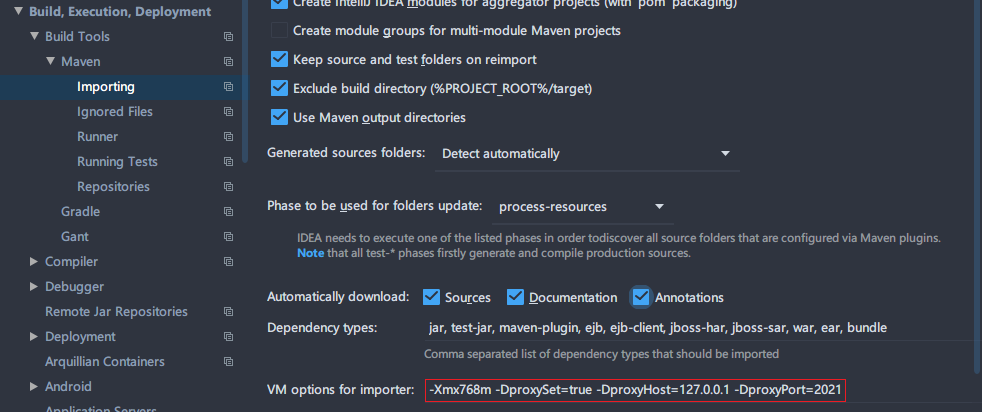 Build, Execution, Deployment
Build Tools
Maven
Importing
Ignored Files
Runner
Running Tests
Repositories
Gradle
Gant
Compiler
Debugger
Remote Jar Repositories
Deployment
Arquillian Containers
Android
Application Servers
Create IntelliJ IDEA modules for aggregator projects (with 'pom' packaging)
Create module groups for multi-module Maven projects
Keep source and test folders on reimport
Exclude build directory (%PROJECT_ROOT%/target)
Use Maven output directories
Generated sources folders: Detect automatically
Phase to be used for folders update: process-resources
IDEA needs to execute one of the listed phases in order todiscover all source folders that are configured via Maven plugins.
Note that all test-* phases firstly generate and compile production sources.
Automatically download: Sources Documentation Annotations
Dependency types: jar, test-jar, maven-plugin, ejb, ejb-client, jboss-har, jboss-sar, war, ear, bundle
Comma separated list of dependency types that should be imported
VM options for importer: -Xmx768m -DproxySet=true -DproxyHost=127.0.0.1 -DproxyPort=2021